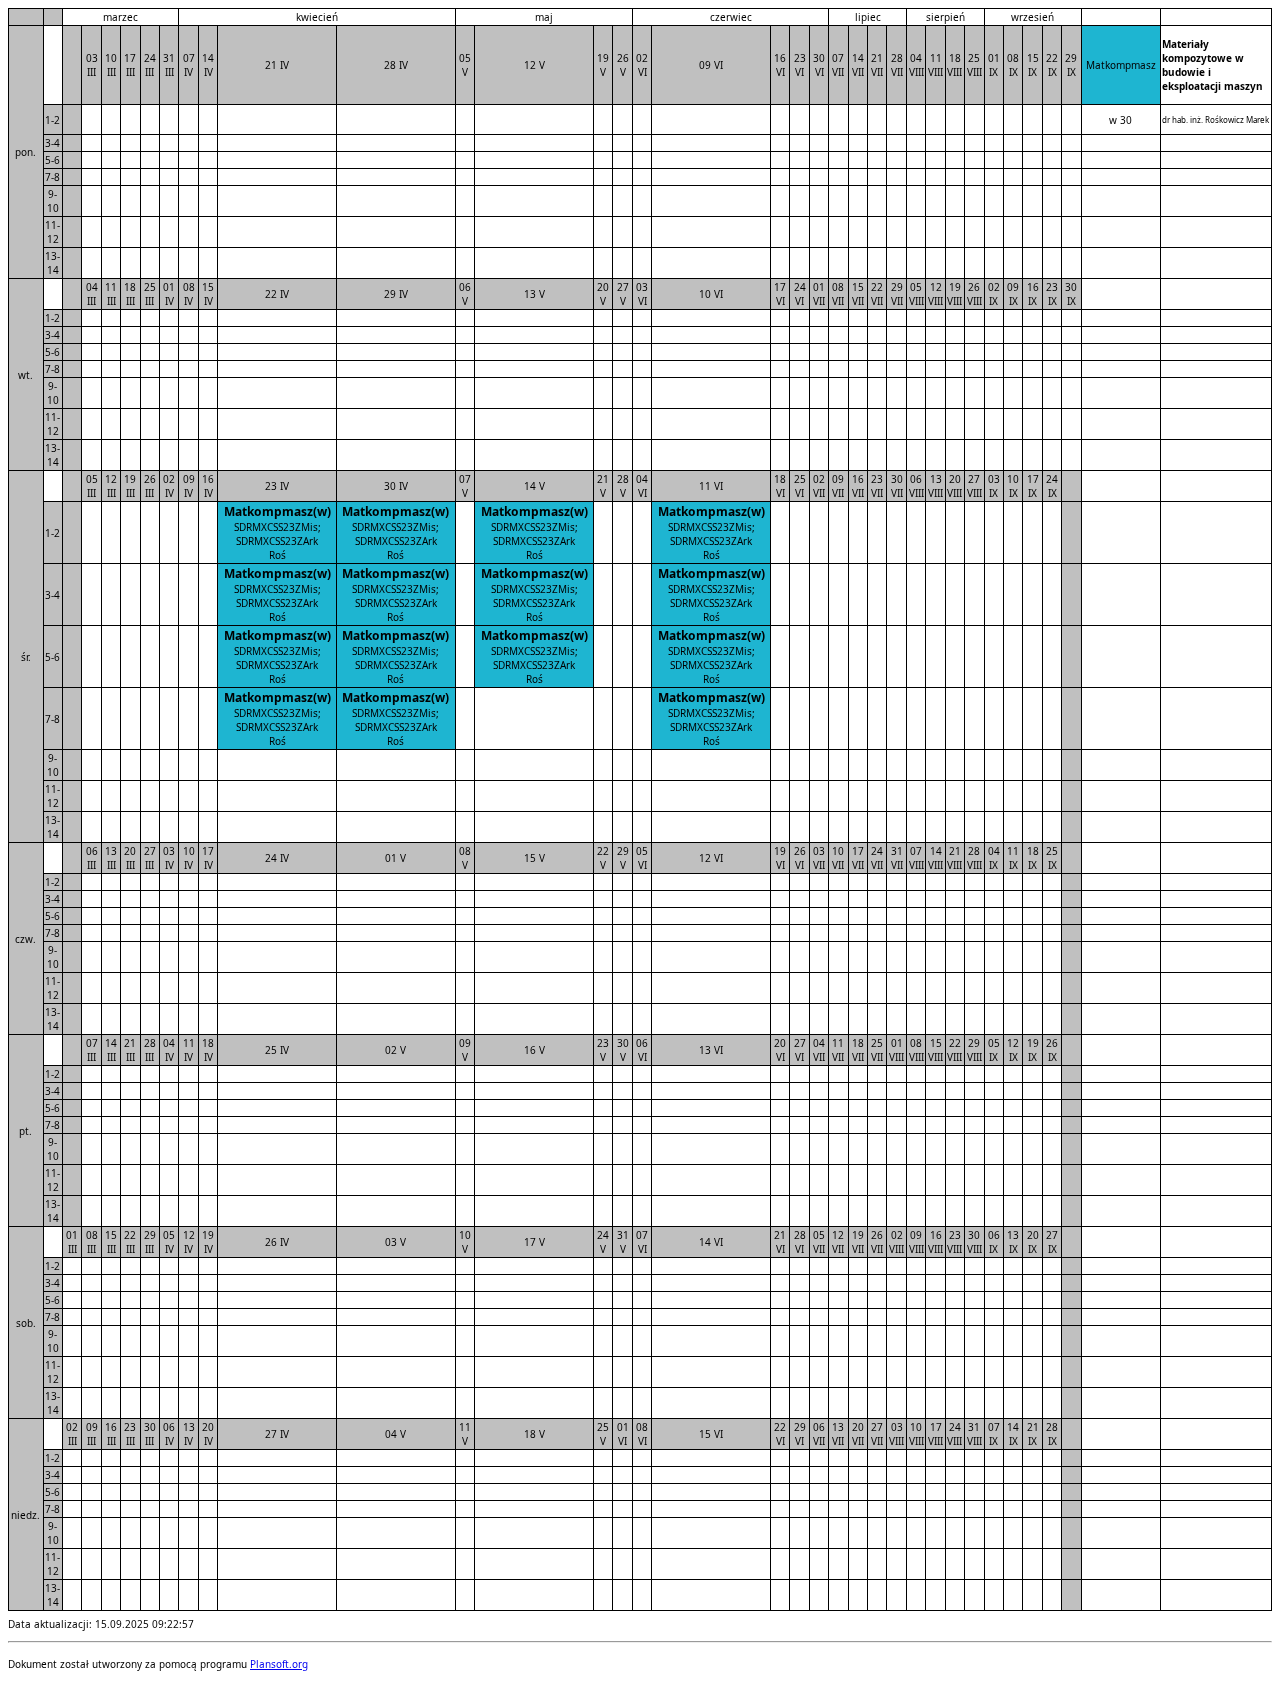 marzec kwiecień maj czerwiec lipiec sierpień wrzesień
pon. 03 III 10 III 17 III 24 III 31 III 07 IV 14 IV 21 IV 28 IV 05 V 12 V 19 V 26 V 02 VI 09 VI 16 VI 23 VI 30 VI 07 VII 14 VII 21 VII 28 VII 04 VIII 11 VIII 18 VIII 25 VIII 01 IX 08 IX 15 IX 22 IX 29 IX Matkompmasz Materiały kompozytowe w budowie i eksploatacji maszyn
1-2 w 30 dr hab. inż. Rośkowicz Marek
3-4
5-6
7-8
9-10
11-12
13-14
wt. 04 III 11 III 18 III 25 III 01 IV 08 IV 15 IV 22 IV 29 IV 06 V 13 V 20 V 27 V 03 VI 10 VI 17 VI 24 VI 01 VII 08 VII 15 VII 22 VII 29 VII 05 VIII 12 VIII 19 VIII 26 VIII 02 IX 09 IX 16 IX 23 IX 30 IX
1-2
3-4
5-6
7-8
9-10
11-12
13-14
śr. 05 III 12 III 19 III 26 III 02 IV 09 IV 16 IV 23 IV 30 IV 07 V 14 V 21 V 28 V 04 VI 11 VI 18 VI 25 VI 02 VII 09 VII 16 VII 23 VII 30 VII 06 VIII 13 VIII 20 VIII 27 VIII 03 IX 10 IX 17 IX 24 IX
1-2 Matkompmasz(w) Matkompmasz(w) Matkompmasz(w) Matkompmasz(w)
SDRMXCSS23ZMis; SDRMXCSS23ZMis; SDRMXCSS23ZMis; SDRMXCSS23ZMis;
SDRMXCSS23ZArk SDRMXCSS23ZArk SDRMXCSS23ZArk SDRMXCSS23ZArk
Roś Roś Roś Roś
3-4 Matkompmasz(w) Matkompmasz(w) Matkompmasz(w) Matkompmasz(w)
SDRMXCSS23ZMis; SDRMXCSS23ZMis; SDRMXCSS23ZMis; SDRMXCSS23ZMis;
SDRMXCSS23ZArk SDRMXCSS23ZArk SDRMXCSS23ZArk SDRMXCSS23ZArk
Roś Roś Roś Roś
5-6 Matkompmasz(w) Matkompmasz(w) Matkompmasz(w) Matkompmasz(w)
SDRMXCSS23ZMis; SDRMXCSS23ZMis; SDRMXCSS23ZMis; SDRMXCSS23ZMis;
SDRMXCSS23ZArk SDRMXCSS23ZArk SDRMXCSS23ZArk SDRMXCSS23ZArk
Roś Roś Roś Roś
7-8 Matkompmasz(w) Matkompmasz(w) Matkompmasz(w)
SDRMXCSS23ZMis; SDRMXCSS23ZMis; SDRMXCSS23ZMis;
SDRMXCSS23ZArk SDRMXCSS23ZArk SDRMXCSS23ZArk
Roś Roś Roś
9-10
11-12
13-14
czw. 06 III 13 III 20 III 27 III 03 IV 10 IV 17 IV 24 IV 01 V 08 V 15 V 22 V 29 V 05 VI 12 VI 19 VI 26 VI 03 VII 10 VII 17 VII 24 VII 31 VII 07 VIII 14 VIII 21 VIII 28 VIII 04 IX 11 IX 18 IX 25 IX
1-2
3-4
5-6
7-8
9-10
11-12
13-14
pt. 07 III 14 III 21 III 28 III 04 IV 11 IV 18 IV 25 IV 02 V 09 V 16 V 23 V 30 V 06 VI 13 VI 20 VI 27 VI 04 VII 11 VII 18 VII 25 VII 01 VIII 08 VIII 15 VIII 22 VIII 29 VIII 05 IX 12 IX 19 IX 26 IX
1-2
3-4
5-6
7-8
9-10
11-12
13-14
sob. 01 III 08 III 15 III 22 III 29 III 05 IV 12 IV 19 IV 26 IV 03 V 10 V 17 V 24 V 31 V 07 VI 14 VI 21 VI 28 VI 05 VII 12 VII 19 VII 26 VII 02 VIII 09 VIII 16 VIII 23 VIII 30 VIII 06 IX 13 IX 20 IX 27 IX
1-2
3-4
5-6
7-8
9-10
11-12
13-14
niedz. 02 III 09 III 16 III 23 III 30 III 06 IV 13 IV 20 IV 27 IV 04 V 11 V 18 V 25 V 01 VI 08 VI 15 VI 22 VI 29 VI 06 VII 13 VII 20 VII 27 VII 03 VIII 10 VIII 17 VIII 24 VIII 31 VIII 07 IX 14 IX 21 IX 28 IX
1-2
3-4
5-6
7-8
9-10
11-12
13-14
Data aktualizacji: 15.09.2025 09:22:57
Dokument został utworzony za pomocą programu Plansoft.org